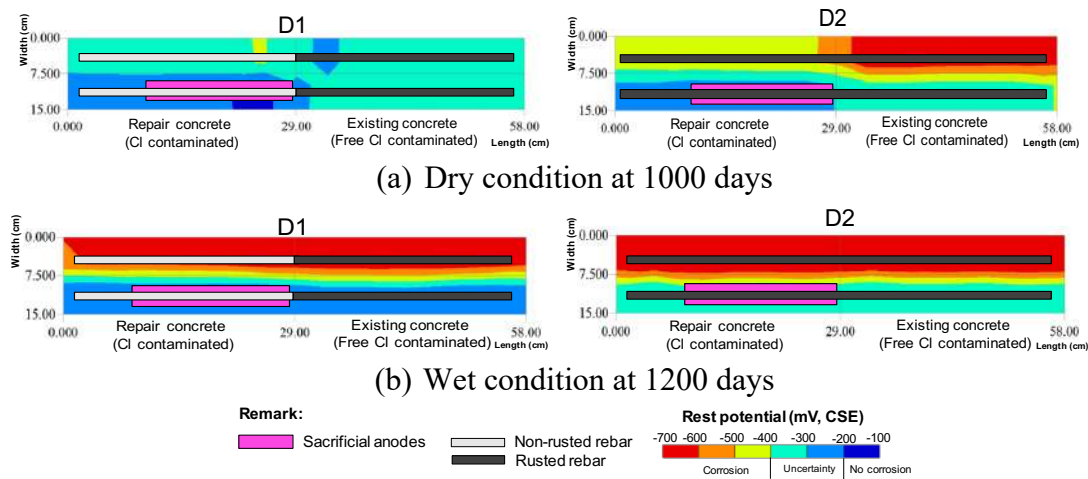 D1
D2
Width (cm)
0.000
7.500
15.00
0.000
29.00
58.00
Repair concrete
(Cl contaminated)
Existing concrete
(Free Cl contaminated)
Length (cm)
Width (cm)
0.000
7.500
15.00
0.000
29.00
58.00
Repair concrete
(Cl contaminated)
Existing concrete
(Free Cl contaminated)
Length (cm)
(a) Dry condition at 1000 days
D1
D2
Width (cm)
0.000
7.500
15.00
0.000
29.00
58.00
Repair concrete
(Cl contaminated)
Existing concrete
(Free Cl contaminated)
Length (cm)
Width (cm)
0.000
7.500
15.00
0.000
29.00
58.00
Repair concrete
(Cl contaminated)
Existing concrete
(Free Cl contaminated)
Length (cm)
(b) Wet condition at 1200 days
Remark:
Sacrificial anodes
Non-rusted rebar
Rusted rebar
Rest potential (mV, CSE)
-700 -600 -500 -400 -300 -200 -100
Corrosion Uncertainty No corrosion